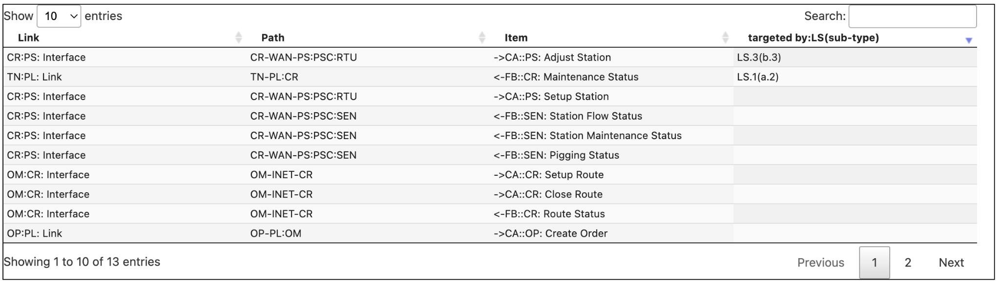 Show 10 entries Search:
Link Path Item targeted by:LS(sub-type)
CR:PS: Interface CR-WAN-PS:PSC:RTU ->CA::PS: Adjust Station LS.3(b.3)
TN:PL: Link TN-PL:CR <-FB::CR: Maintenance Status LS.1(a.2)
CR:PS: Interface CR-WAN-PS:PSC:RTU ->CA::PS: Setup Station
CR:PS: Interface CR-WAN-PS:PSC:SEN <-FB::SEN: Station Flow Status
CR:PS: Interface CR-WAN-PS:PSC:SEN <-FB::SEN: Station Maintenance Status
CR:PS: Interface CR-WAN-PS:PSC:SEN <-FB::SEN: Pigging Status
OM:CR: Interface OM-INET-CR ->CA::CR: Setup Route
OM:CR: Interface OM-INET-CR ->CA::CR: Close Route
OM:CR: Interface OM-INET-CR <-FB::CR: Route Status
OP:PL: Link OP-PL:OM ->CA::OP: Create Order
Showing 1 to 10 of 13 entries Previous 1 2 Next